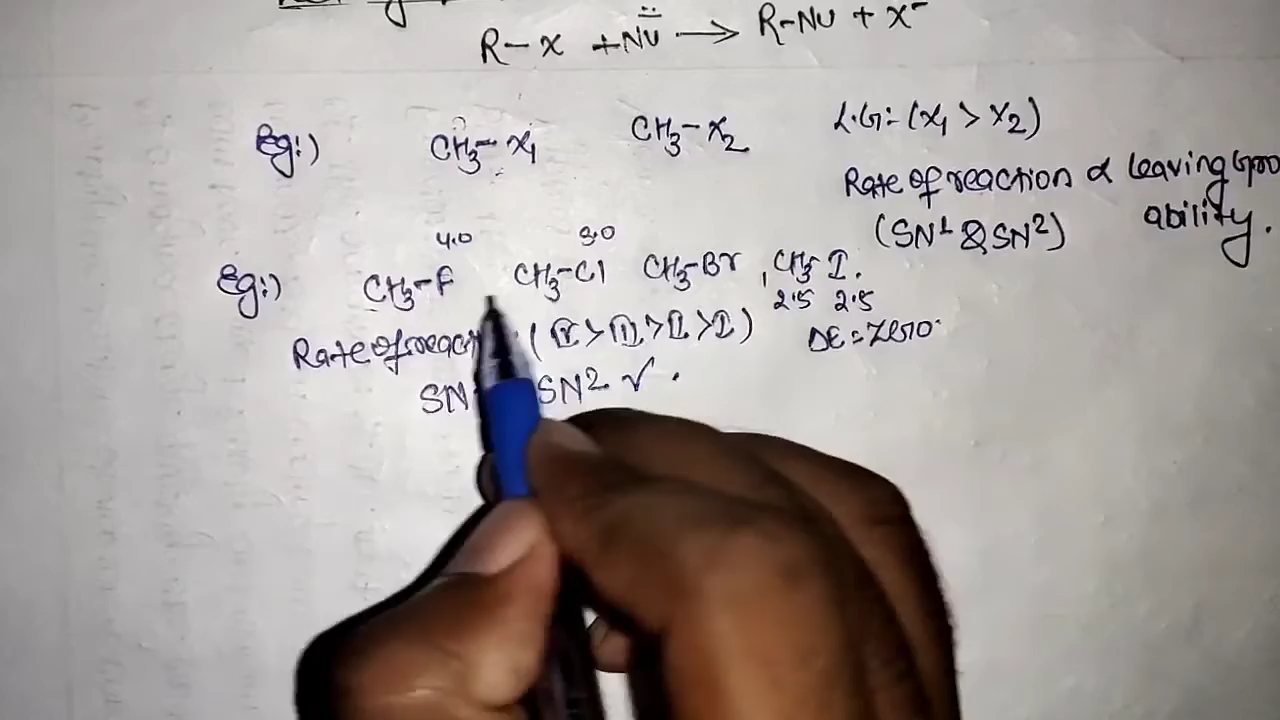 R-X + Nü → R-NU + X⁻
Eg:) CH3-X1 CH3-X2 L.G:- (X1 > X2)
Rate of reaction α leaving
(SN1 & SN2) ability.
4.0 3.0
Eg:) CH3-F CH3-Cl CH3-Br , CH3 I.
2.5 2.5
Rate of (IV > III > II > I) DE = Zero.
SN2 ✓ .